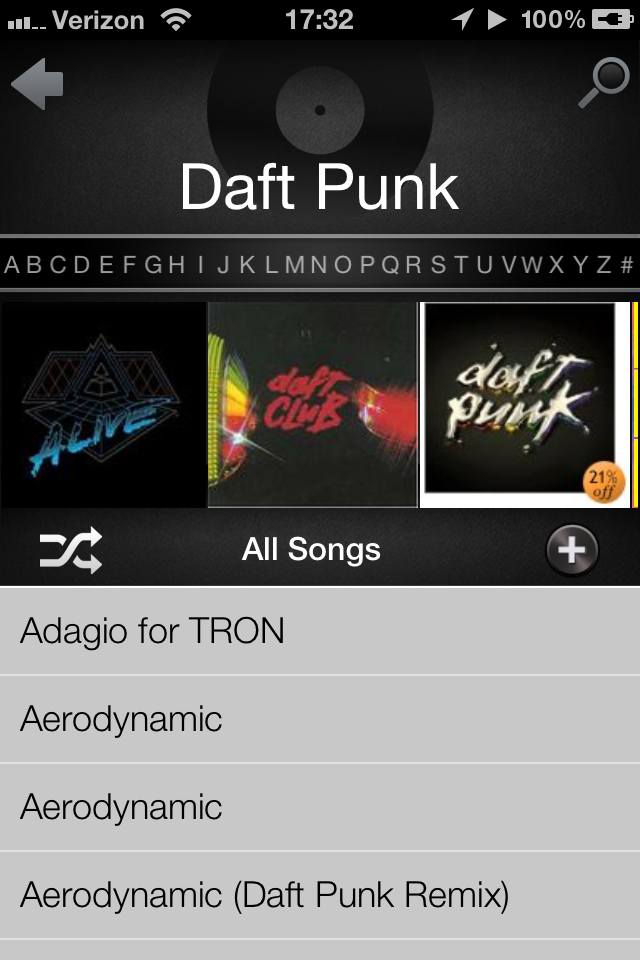 Verizon 17:32 100%
Daft Punk
A B C D E F G H I J K L M N O P Q R S T U V W X Y Z #
ALIVE
daft
CLUB
daft
punk
21%
off
All Songs
Adagio for TRON
Aerodynamic
Aerodynamic
Aerodynamic (Daft Punk Remix)